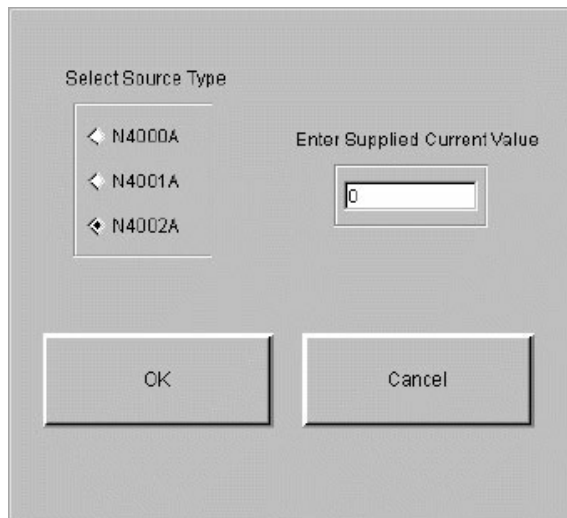 Select Source Type
N4000A
N4001A
N4002A
Enter Supplied Current Value
0
OK
Cancel